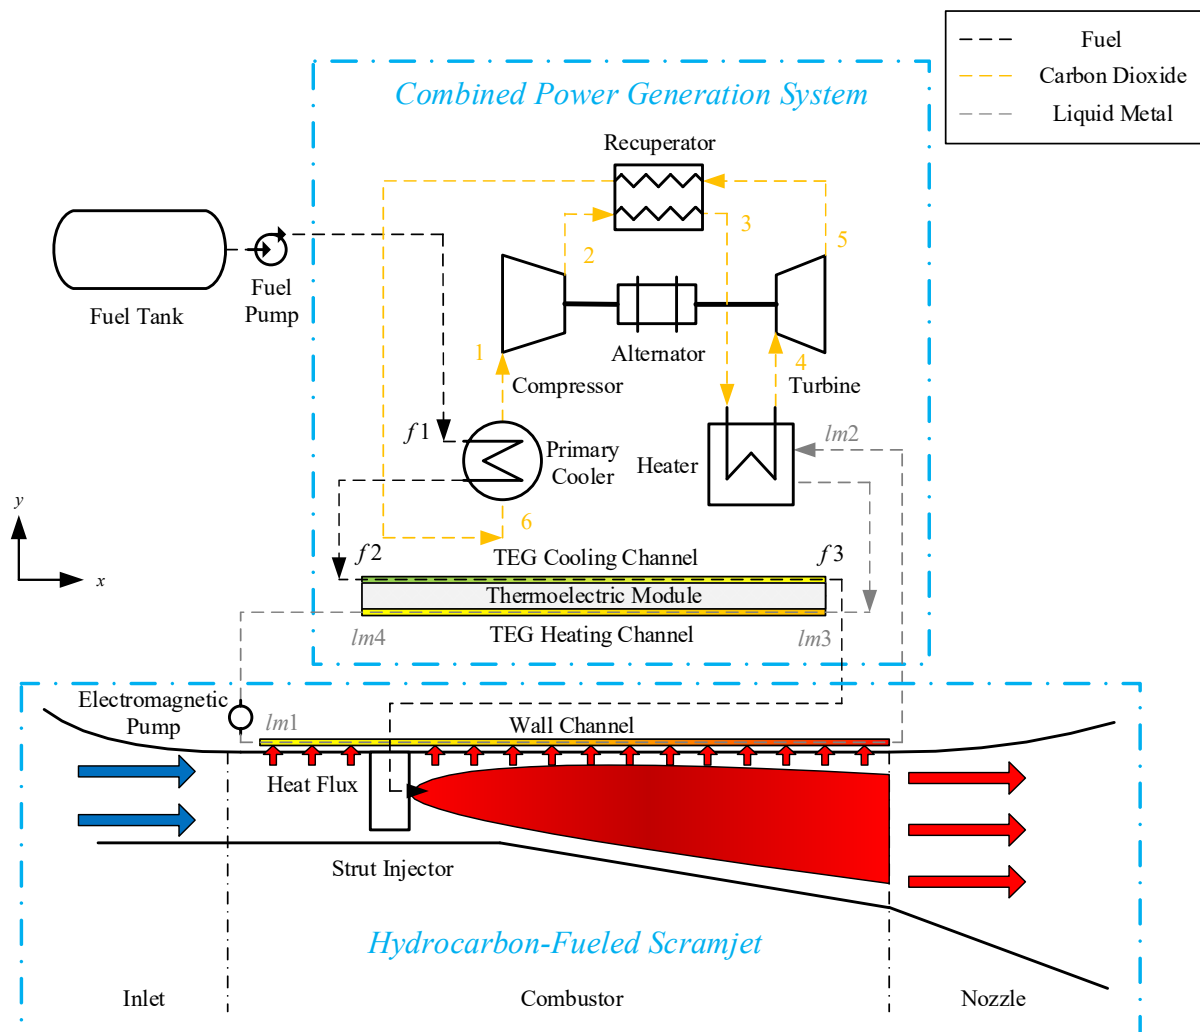 Fuel
Carbon Dioxide
Liquid Metal
Combined Power Generation System
Recuperator
3
5
2
Fuel Tank
Fuel
Pump
Alternator
1
4
Compressor
Turbine
f1
lm2
Primary
Cooler
Heater
6
y
x
f2
TEG Cooling Channel
f3
Thermoelectric Module
lm4
TEG Heating Channel
lm3
Electromagnetic
Pump
lm1
Wall Channel
Heat Flux
Strut Injector
Hydrocarbon-Fueled Scramjet
Inlet
Combustor
Nozzle